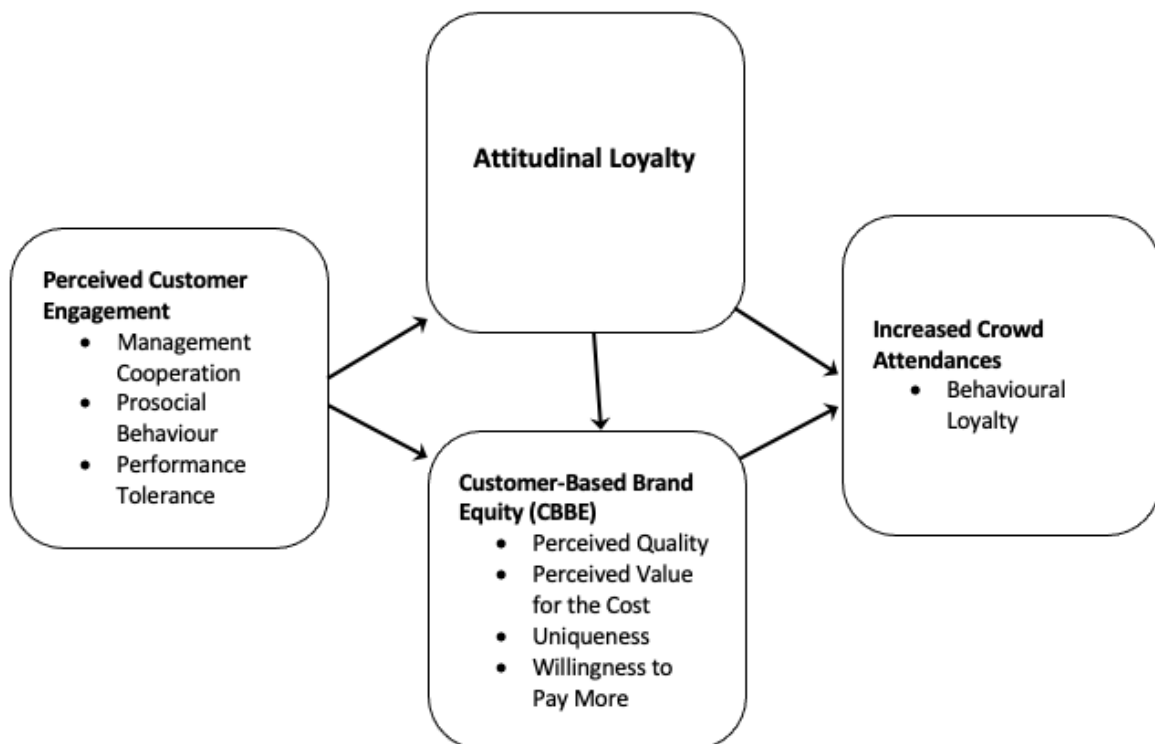 Attitudinal Loyalty
Perceived Customer
Engagement
• Management
Cooperation
• Prosocial
Behaviour
• Performance
Tolerance
Customer-Based Brand
Equity (CBBE)
• Perceived Quality
• Perceived Value
for the Cost
• Uniqueness
• Willingness to
Pay More
Increased Crowd
Attendances
• Behavioural
Loyalty